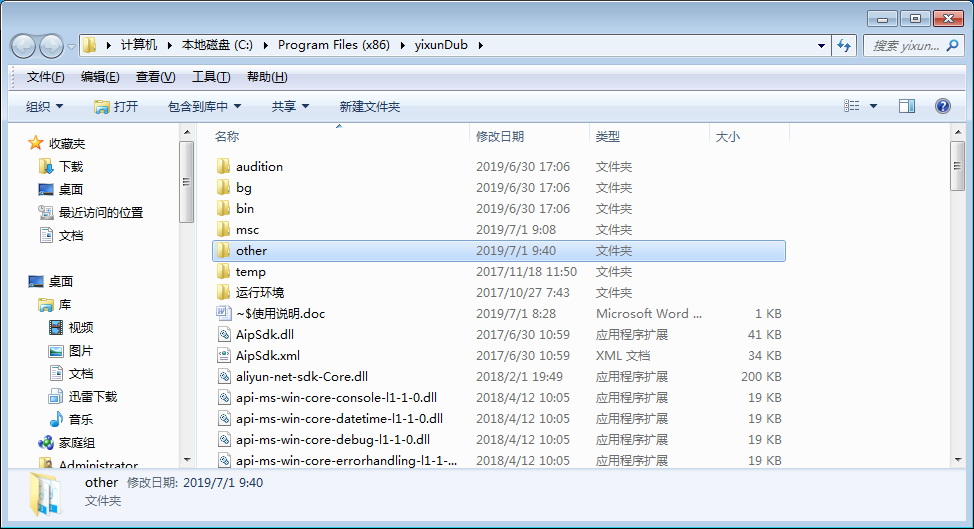 计算机 本地磁盘 (C:) Program Files (x86) yixunDub 搜索 yixun...
文件(F) 编辑(E) 查看(V) 工具(T) 帮助(H)
组织 打开 包含到库中 共享 新建文件夹
收藏夹
下载
桌面
最近访问的位置
文档
桌面
库
视频
图片
文档
迅雷下载
音乐
家庭组
Administrator
名称 修改日期 类型 大小
audition 2019/6/30 17:06 文件夹
bg 2019/6/30 17:06 文件夹
bin 2019/6/30 17:06 文件夹
msc 2019/7/1 9:08 文件夹
other 2019/7/1 9:40 文件夹
temp 2017/11/18 11:50 文件夹
运行环境 2017/10/27 7:43 文件夹
~$使用说明.doc 2019/7/1 8:28 Microsoft Word ... 1 KB
AipSdk.dll 2017/6/30 10:59 应用程序扩展 41 KB
AipSdk.xml 2017/6/30 10:59 XML 文档 34 KB
aliyun-net-sdk-Core.dll 2018/2/1 19:49 应用程序扩展 200 KB
api-ms-win-core-console-l1-1-0.dll 2018/4/12 10:05 应用程序扩展 19 KB
api-ms-win-core-datetime-l1-1-0.dll 2018/4/12 10:05 应用程序扩展 19 KB
api-ms-win-core-debug-l1-1-0.dll 2018/4/12 10:05 应用程序扩展 19 KB
api-ms-win-core-errorhandling-l1-1-... 2018/4/12 10:05 应用程序扩展 19 KB
other 修改日期: 2019/7/1 9:40
文件夹